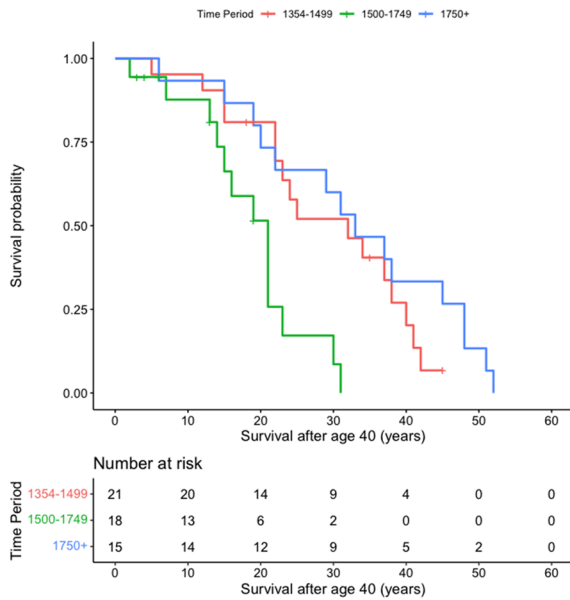 Time Period 1354-1499 1500-1749 1750+
Survival probability
1.00
0.75
0.50
0.25
0.00
0 10 20 30 40 50 60
Survival after age 40 (years)
Number at risk
Time Period
1354-1499 21 20 14 9 4 0 0
1500-1749 18 13 6 2 0 0 0
1750+ 15 14 12 9 5 2 0
0 10 20 30 40 50 60
Survival after age 40 (years)